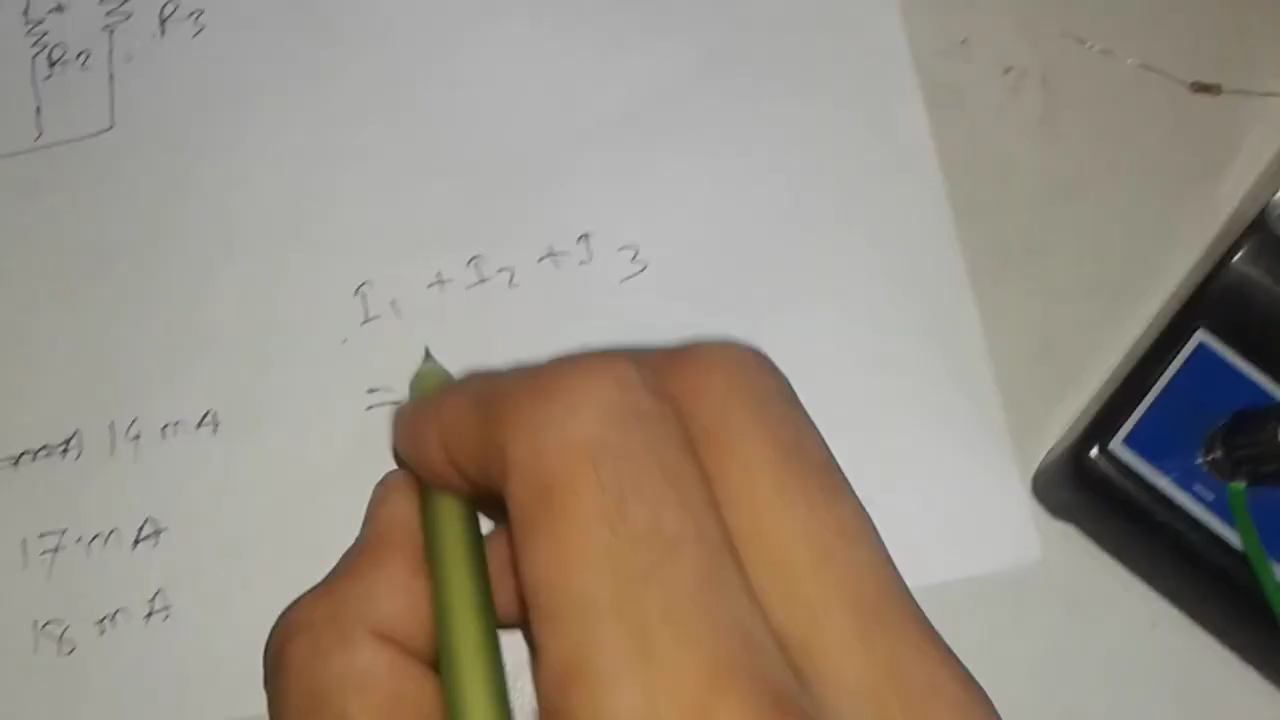 R2 R3
I1 + I2 + I3
=
14 mA
17 mA
18 mA